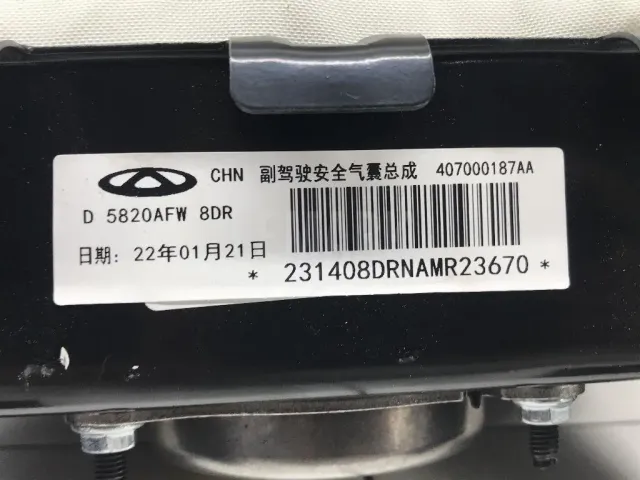 CHN 副驾驶安全气囊总成 407000187AA
D 5820AFW 8DR
日期: 22年01月21日
* 231408DRNAMR23670 *